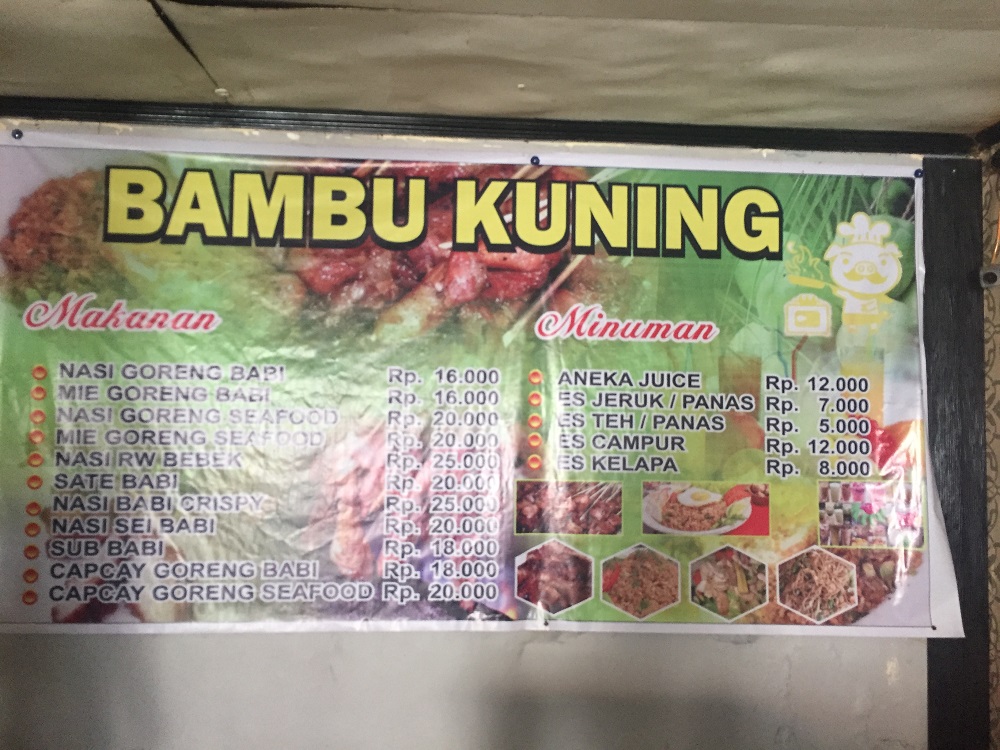 BAMBU KUNING
Makanan
NASI GORENG BABI Rp. 16.000
MIE GORENG BABI Rp. 16.000
NASI GORENG SEAFOOD Rp. 20.000
MIE GORENG SEAFOOD Rp. 20.000
NASI RW BEBEK Rp. 25.000
SATE BABI Rp. 20.000
NASI BABI CRISPY Rp. 25.000
NASI SEI BABI Rp. 20.000
SUB BABI Rp. 18.000
CAPCAY GORENG BABI Rp. 18.000
CAPCAY GORENG SEAFOOD Rp. 20.000
Minuman
ANEKA JUICE Rp. 12.000
ES JERUK / PANAS Rp. 7.000
ES TEH / PANAS Rp. 5.000
ES CAMPUR Rp. 12.000
ES KELAPA Rp. 8.000